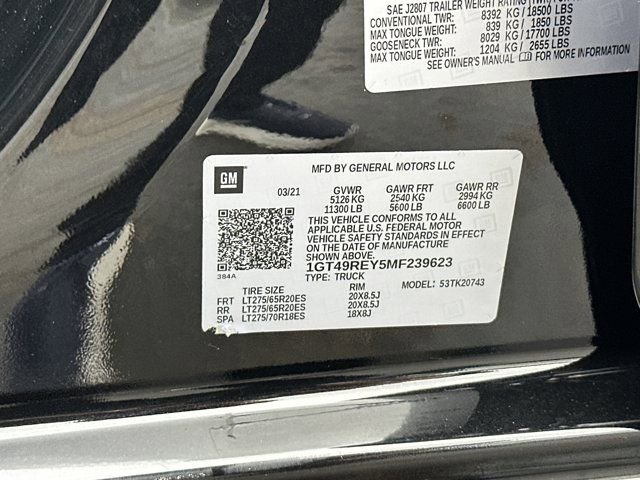 SAE J2807 TRAILER WEIGHT RATING
CONVENTIONAL TWR: 8392 KG / 18500 LBS
MAX TONGUE WEIGHT: 839 KG / 1850 LBS
GOOSENECK TWR: 8029 KG / 17700 LBS
MAX TONGUE WEIGHT: 1204 KG / 2655 LBS
SEE OWNER'S MANUAL FOR MORE INFORMATION
GM
MFD BY GENERAL MOTORS LLC
03/21 GVWR GAWR FRT GAWR RR
5126 KG 2540 KG 2994 KG
11300 LB 5600 LB 6600 LB
THIS VEHICLE CONFORMS TO ALL
APPLICABLE U.S. FEDERAL MOTOR
VEHICLE SAFETY STANDARDS IN EFFECT
ON THE DATE OF MANUFACTURE
SHOWN ABOVE.
1GT49REY5MF239623
384A
TYPE: TRUCK MODEL: 53TK20743
TIRE SIZE RIM
FRT LT275/65R20ES 20X8.5J
RR LT275/65R20ES 20X8.5J
SPA LT275/70R18ES 18X8J